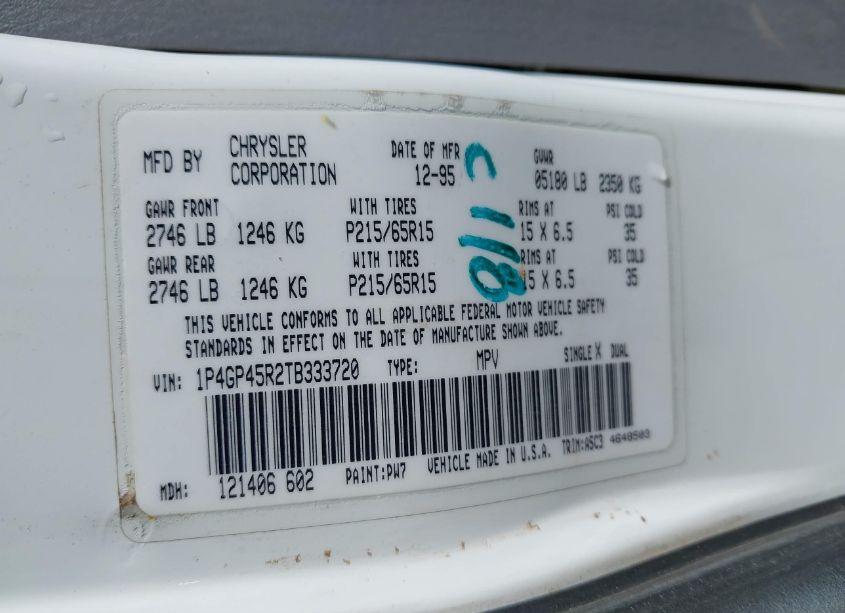 MFD BY CHRYSLER CORPORATION DATE OF MFR 12-95 GVWR 05180 LB 2350 KG
GAWR FRONT WITH TIRES RIMS AT PSI COLD
2746 LB 1246 KG P215/65R15 15 X 6.5 35
GAWR REAR WITH TIRES RIMS AT PSI COLD
2746 LB 1246 KG P215/65R15 15 X 6.5 35
C118
THIS VEHICLE CONFORMS TO ALL APPLICABLE FEDERAL MOTOR VEHICLE SAFETY
STANDARDS IN EFFECT ON THE DATE OF MANUFACTURE SHOWN ABOVE.
VIN: 1P4GP45R2TB333720 TYPE: MPV SINGLE X DUAL
MDH: 121406 602 PAINT:PW7 VEHICLE MADE IN U.S.A. TRIM:A5C3 4648503